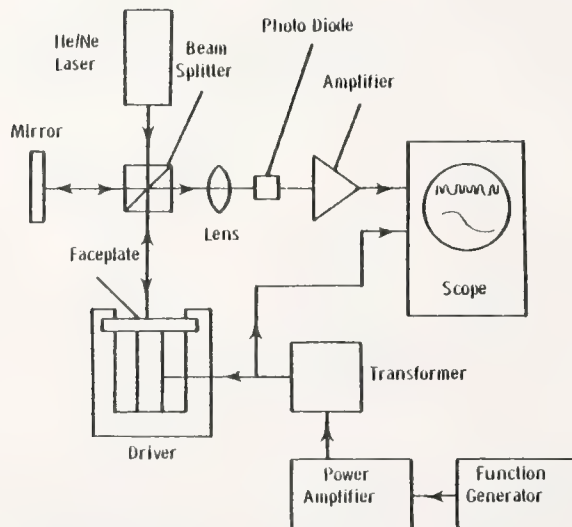 He/Ne
Laser
Beam
Splitter
Photo Diode
Amplifier
Mirror
Lens
Faceplate
Scope
Transformer
Driver
Power
Amplifier
Function
Generator